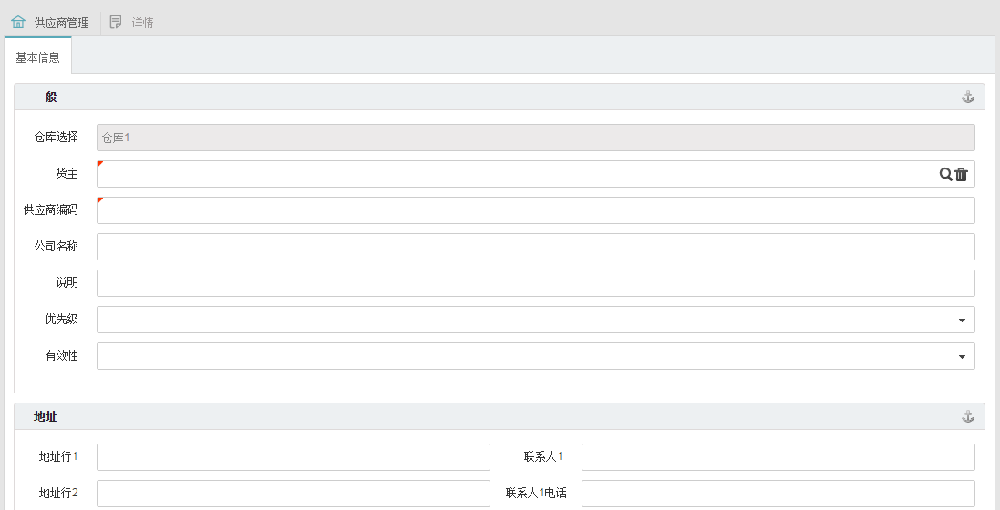 供应商管理 详情
基本信息
一般
仓库选择 仓库1
货主
供应商编码
公司名称
说明
优先级
有效性
地址
地址行1 联系人1
地址行2 联系人1电话